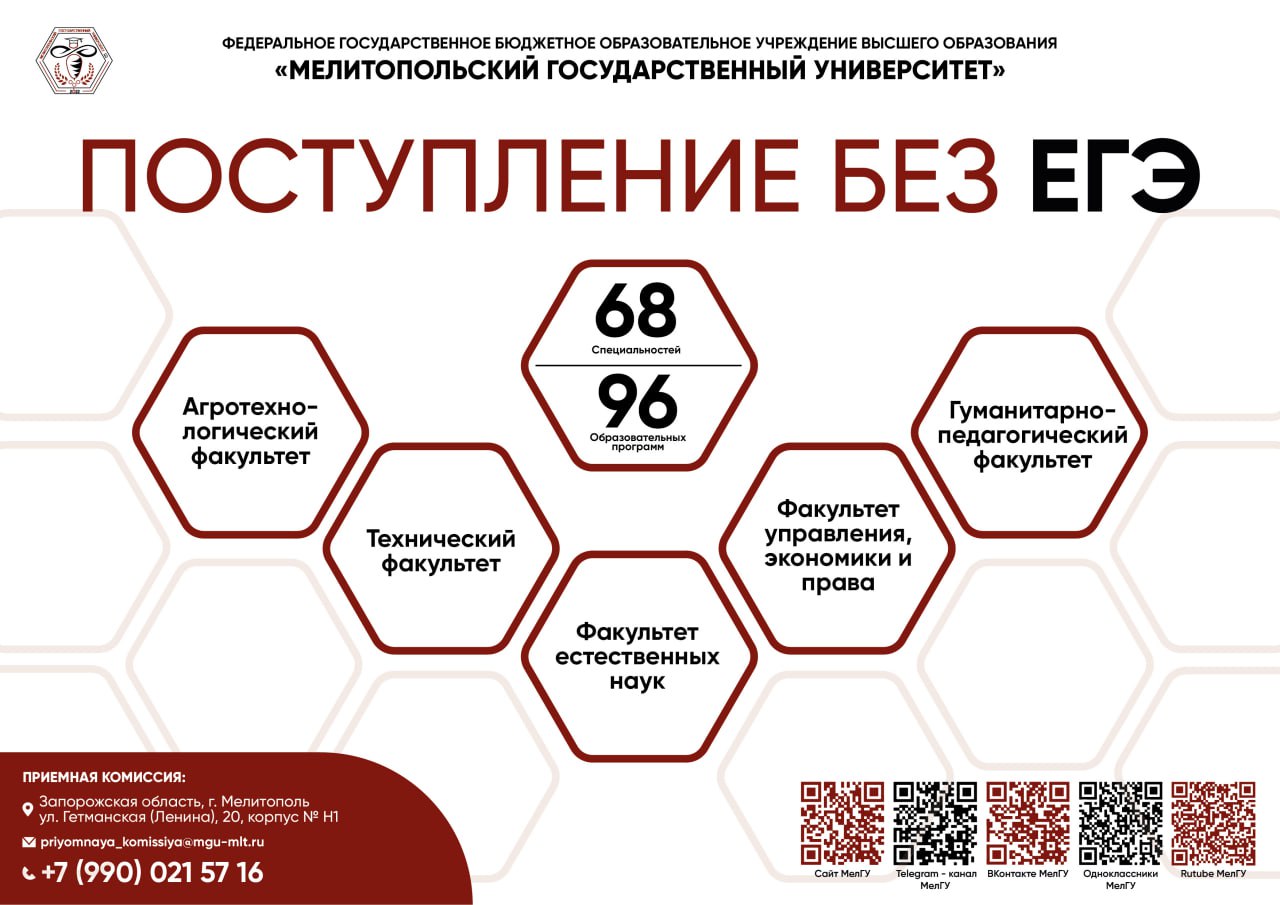 ФЕДЕРАЛЬНОЕ ГОСУДАРСТВЕННОЕ БЮДЖЕТНОЕ ОБРАЗОВАТЕЛЬНОЕ УЧРЕЖДЕНИЕ ВЫСШЕГО ОБРАЗОВАНИЯ
«МЕЛИТОПОЛЬСКИЙ ГОСУДАРСТВЕННЫЙ УНИВЕРСИТЕТ»
ПОСТУПЛЕНИЕ БЕЗ ЕГЭ
68
Специальностей
96
Образовательных
программ
Агротехно-
логический
факультет
Технический
факультет
Факультет
естественных
наук
Факультет
управления,
экономики и
права
Гуманитарно-
педагогический
факультет
ПРИЕМНАЯ КОМИССИЯ:
Запорожская область, г. Мелитополь
ул. Гетманская (Ленина), 20, корпус № Н1
priyomnaya_komissiya@mgu-mlt.ru
+7 (990) 021 57 16
Сайт МелГУ
Telegram - канал
МелГУ
ВКонтакте МелГУ
Одноклассники
МелГУ
Rutube МелГУ